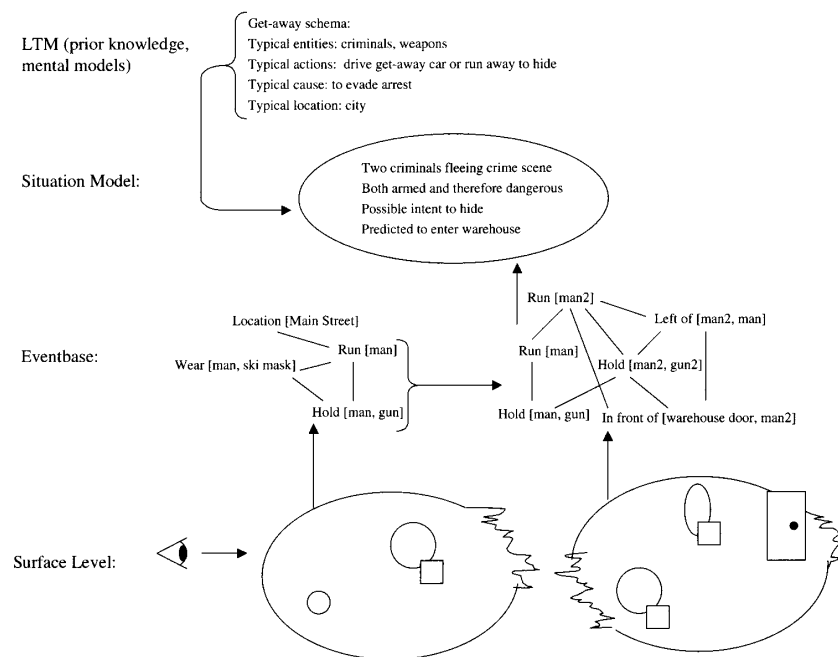 Get-away schema:
LTM (prior knowledge,
mental models)
Typical entities: criminals, weapons
Typical actions: drive get-away car or run away to hide
Typical cause: to evade arrest
Typical location: city
Situation Model:
Two criminals fleeing crime scene
Both armed and therefore dangerous
Possible intent to hide
Predicted to enter warehouse
Eventbase:
Location [Main Street]
Run [man]
Wear [man, ski mask]
Hold [man, gun]
Run [man2]
Left of [man2, man]
Run [man]
Hold [man2, gun2]
Hold [man, gun]
In front of [warehouse door, man2]
Surface Level: